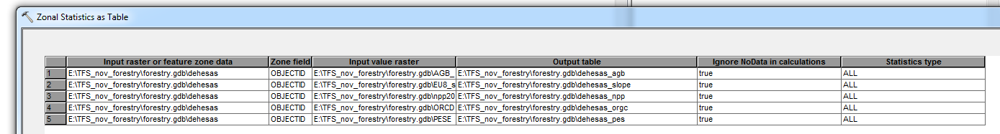 Zonal Statistics as Table
Input raster or feature zone data Zone field Input value raster Output table Ignore NoData in calculations Statistics type
1 E:\TFS_nov_forestry\forestry.gdb\dehesas OBJECTID E:\TFS_nov_forestry\forestry.gdb\AGB_ E:\TFS_nov_forestry\forestry.gdb\dehesas_agb true ALL
2 E:\TFS_nov_forestry\forestry.gdb\dehesas OBJECTID E:\TFS_nov_forestry\forestry.gdb\EU8_s E:\TFS_nov_forestry\forestry.gdb\dehesas_slope true ALL
3 E:\TFS_nov_forestry\forestry.gdb\dehesas OBJECTID E:\TFS_nov_forestry\forestry.gdb\npp20 E:\TFS_nov_forestry\forestry.gdb\dehesas_npp true ALL
4 E:\TFS_nov_forestry\forestry.gdb\dehesas OBJECTID E:\TFS_nov_forestry\forestry.gdb\ORCD E:\TFS_nov_forestry\forestry.gdb\dehesas_orgc true ALL
5 E:\TFS_nov_forestry\forestry.gdb\dehesas OBJECTID E:\TFS_nov_forestry\forestry.gdb\PESE E:\TFS_nov_forestry\forestry.gdb\dehesas_pes true ALL